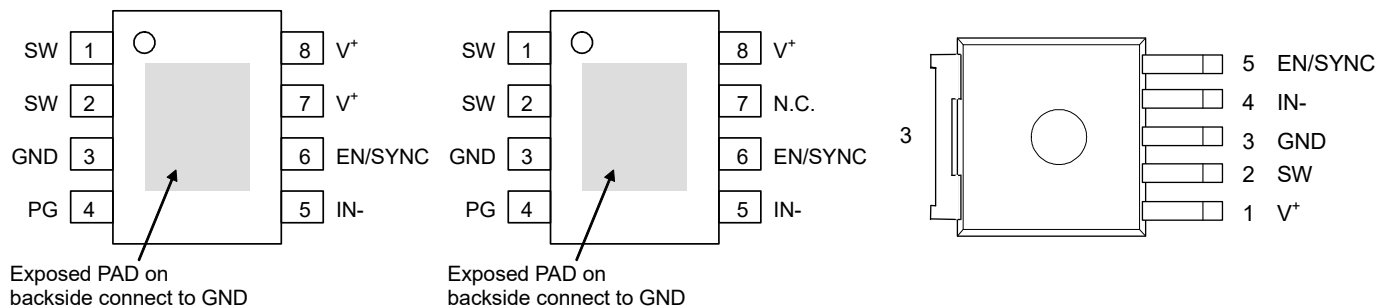 SW 1 8 V⁺
SW 2 7 V⁺
GND 3 6 EN/SYNC
PG 4 5 IN-
Exposed PAD on
backside connect to GND
SW 1 8 V⁺
SW 2 7 N.C.
GND 3 6 EN/SYNC
PG 4 5 IN-
Exposed PAD on
backside connect to GND
3
5 EN/SYNC
4 IN-
3 GND
2 SW
1 V⁺